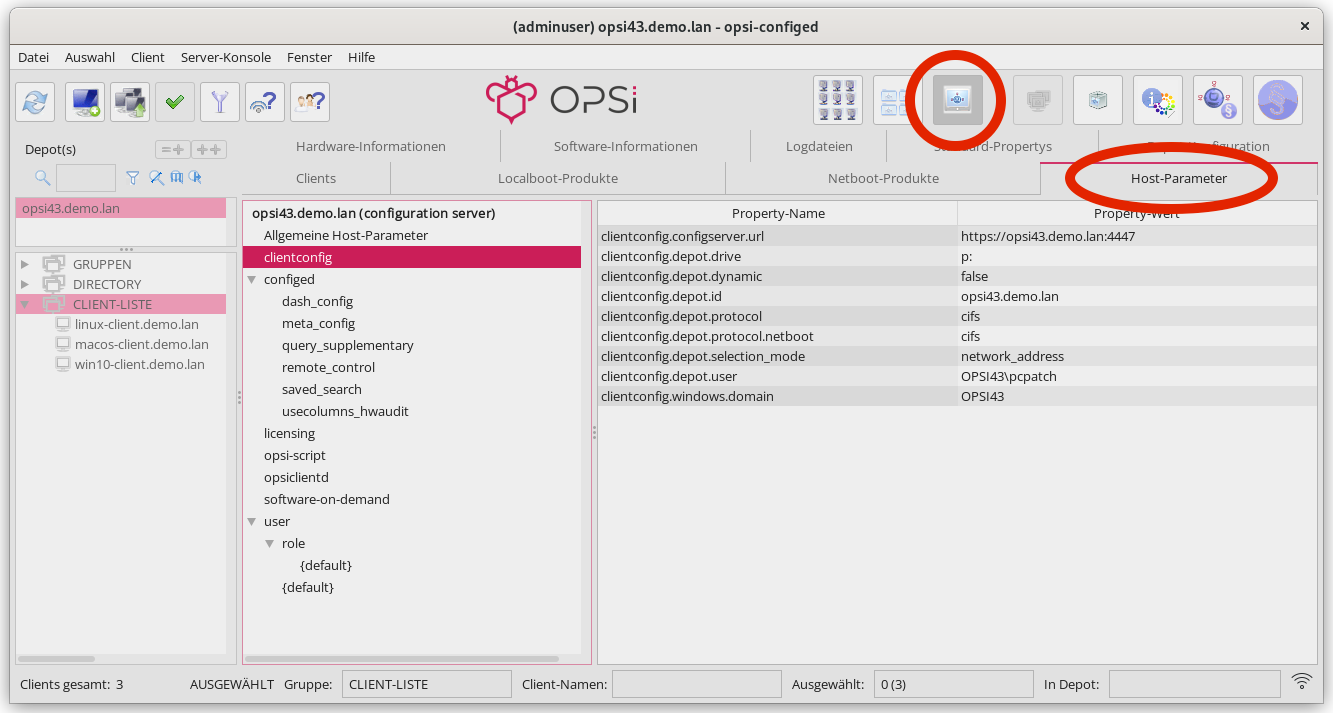 (adminuser) opsi43.demo.lan - opsi-configed
Datei Auswahl Client Server-Konsole Fenster Hilfe
OPSi
Depot(s)
opsi43.demo.lan
GRUPPEN
DIRECTORY
CLIENT-LISTE
linux-client.demo.lan
macos-client.demo.lan
win10-client.demo.lan
Hardware-Informationen Software-Informationen Logdateien Standard-Propertys
Clients Localboot-Produkte Netboot-Produkte Host-Parameter
opsi43.demo.lan (configuration server)
Allgemeine Host-Parameter
clientconfig
configed
dash_config
meta_config
query_supplementary
remote_control
saved_search
usecolumns_hwaudit
licensing
opsi-script
opsiclientd
software-on-demand
user
role
{default}
{default}
Property-Name Property-Wert
clientconfig.configserver.url https://opsi43.demo.lan:4447
clientconfig.depot.drive p:
clientconfig.depot.dynamic false
clientconfig.depot.id opsi43.demo.lan
clientconfig.depot.protocol cifs
clientconfig.depot.protocol.netboot cifs
clientconfig.depot.selection_mode network_address
clientconfig.depot.user OPSI43\pcpatch
clientconfig.windows.domain OPSI43
Clients gesamt: 3 AUSGEWÄHLT Gruppe: CLIENT-LISTE Client-Namen: Ausgewählt: 0 (3) In Depot: